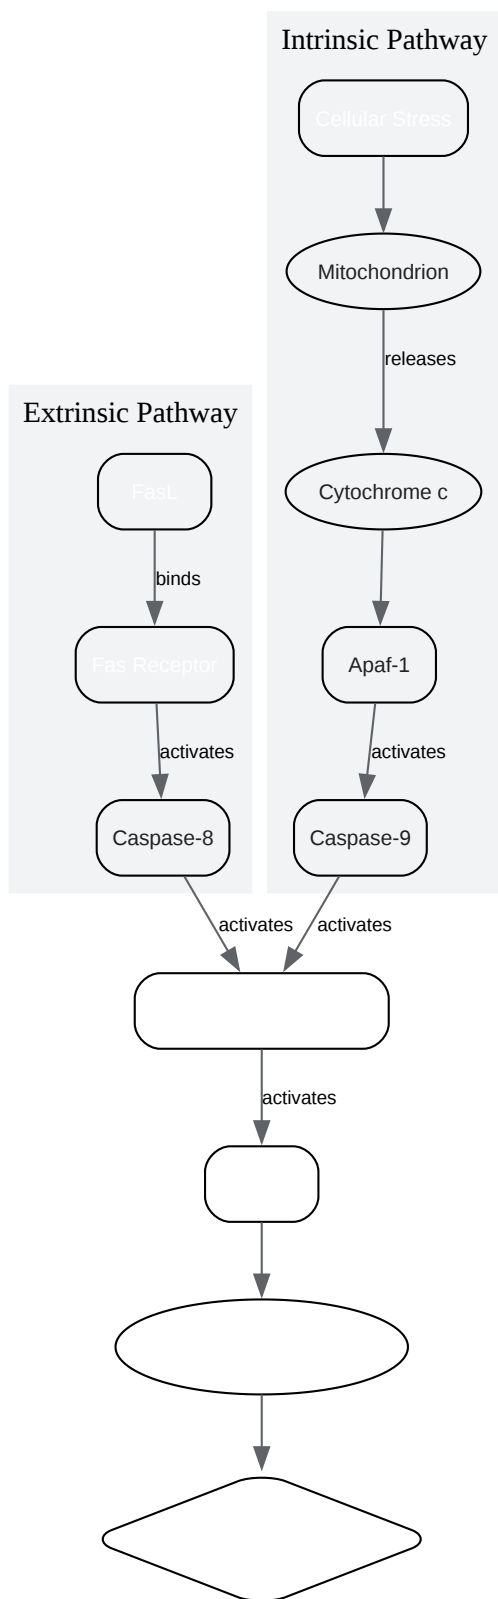 Intrinsic Pathway
Cellular Stress
Mitochondrion
releases
Extrinsic Pathway
FasL
Cytochrome c
binds
Fas Receptor
Apaf-1
activates
activates
Caspase-8
Caspase-9
activates
activates
activates